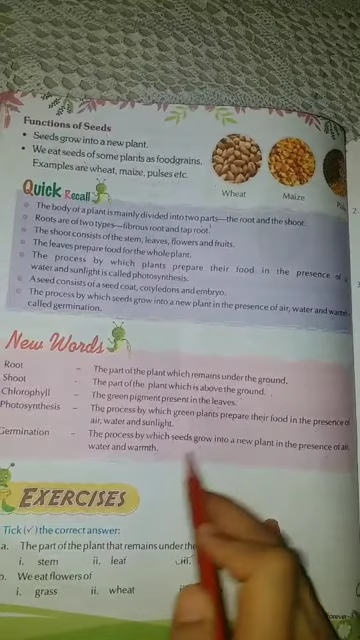 Functions of Seeds
• Seeds grow into a new plant.
• We eat seeds of some plants as foodgrains.
Examples are wheat, maize, pulses etc.
Wheat
Maize
Quick Recall
The body of a plant is mainly divided into two parts—the root and the shoot.
Roots are of two types—fibrous root and tap root.
The shoot consists of the stem, leaves, flowers and fruits.
The leaves prepare food for the whole plant.
The process by which plants prepare their food in the presence of
water and sunlight is called photosynthesis.
A seed consists of a seed coat, cotyledons and embryo.
The process by which seeds grow into a new plant in the presence of air, water and warmth
called germination.
New Words
Root – The part of the plant which remains under the ground.
Shoot – The part of the plant which is above the ground.
Chlorophyll – The green pigment present in the leaves.
Photosynthesis – The process by which green plants prepare their food in the presence of
air, water and sunlight.
Germination – The process by which seeds grow into a new plant in the presence of air,
water and warmth.
EXERCISES
Tick (✓) the correct answer:
a. The part of the plant that remains under the
i. stem ii. leaf iii.
b. We eat flowers of
i. grass ii. wheat